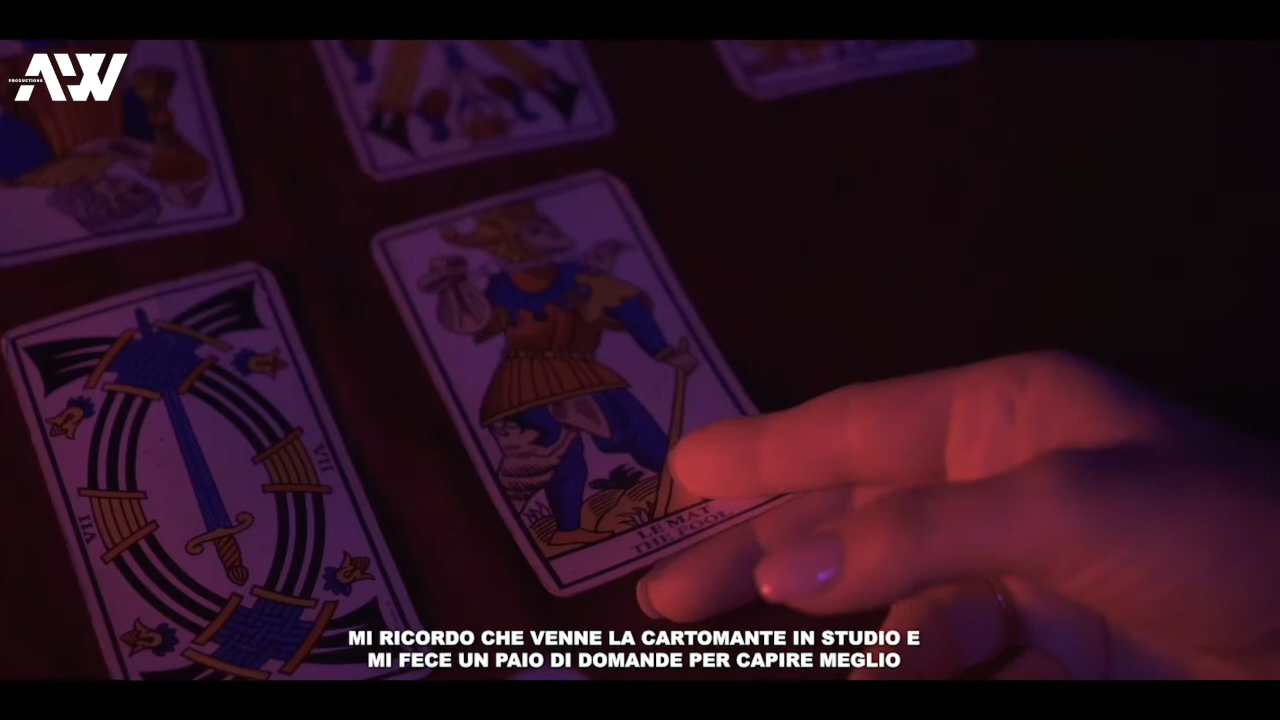 PRODUCTIONS
AW
VII
VII
LE MAT
THE FOOL
MI RICORDO CHE VENNE LA CARTOMANTE IN STUDIO E
MI FECE UN PAIO DI DOMANDE PER CAPIRE MEGLIO